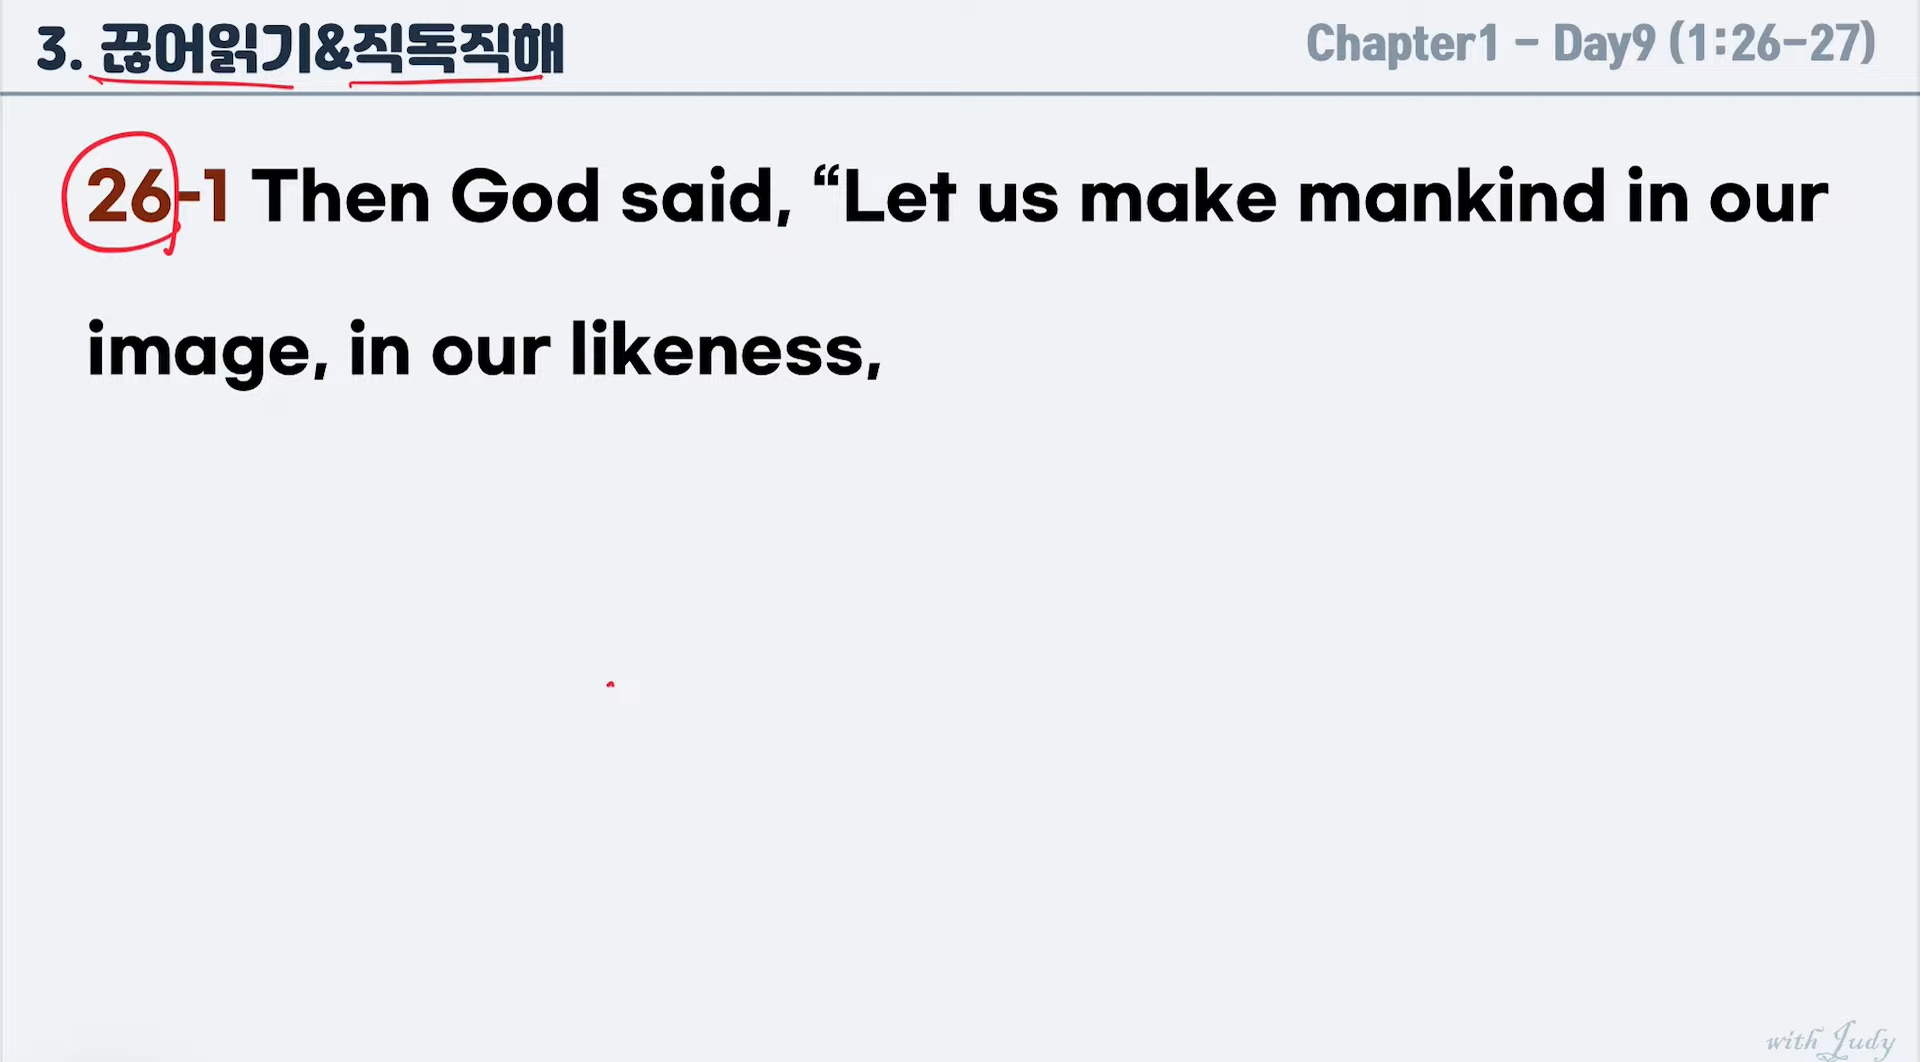 3. 끊어읽기&직독직해
Chapter1 - Day9 (1:26-27)
26-1 Then God said, “Let us make mankind in our
image, in our likeness,
with Judy